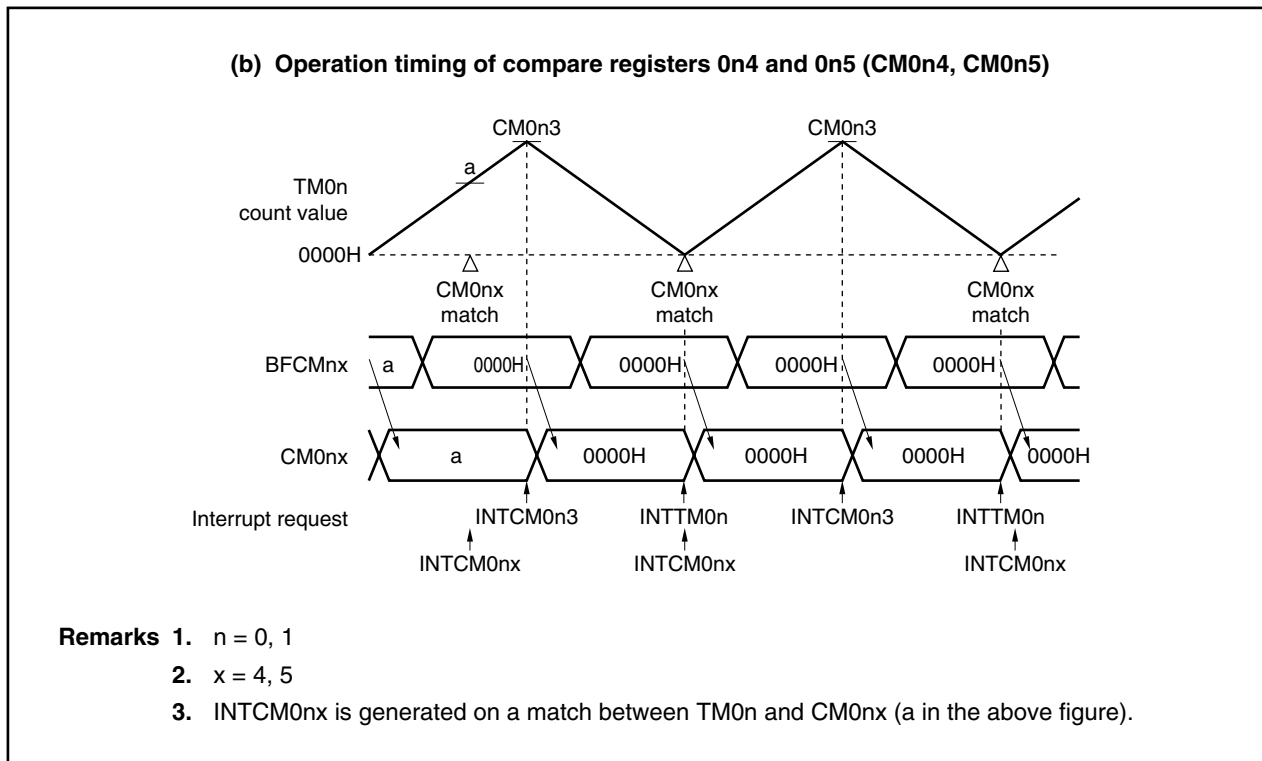 (b) Operation timing of compare registers 0n4 and 0n5 (CM0n4, CM0n5)
CM0n3 CM0n3
a
TM0n
count value
0000H
CM0nx
match
CM0nx
match
CM0nx
match
BFCMnx a 0000H 0000H 0000H 0000H
CM0nx a 0000H 0000H 0000H 0000H
Interrupt request INTCM0n3 INTTM0n INTCM0n3 INTTM0n
INTCM0nx INTCM0nx INTCM0nx
Remarks 1. n = 0, 1
2. x = 4, 5
3. INTCM0nx is generated on a match between TM0n and CM0nx (a in the above figure).